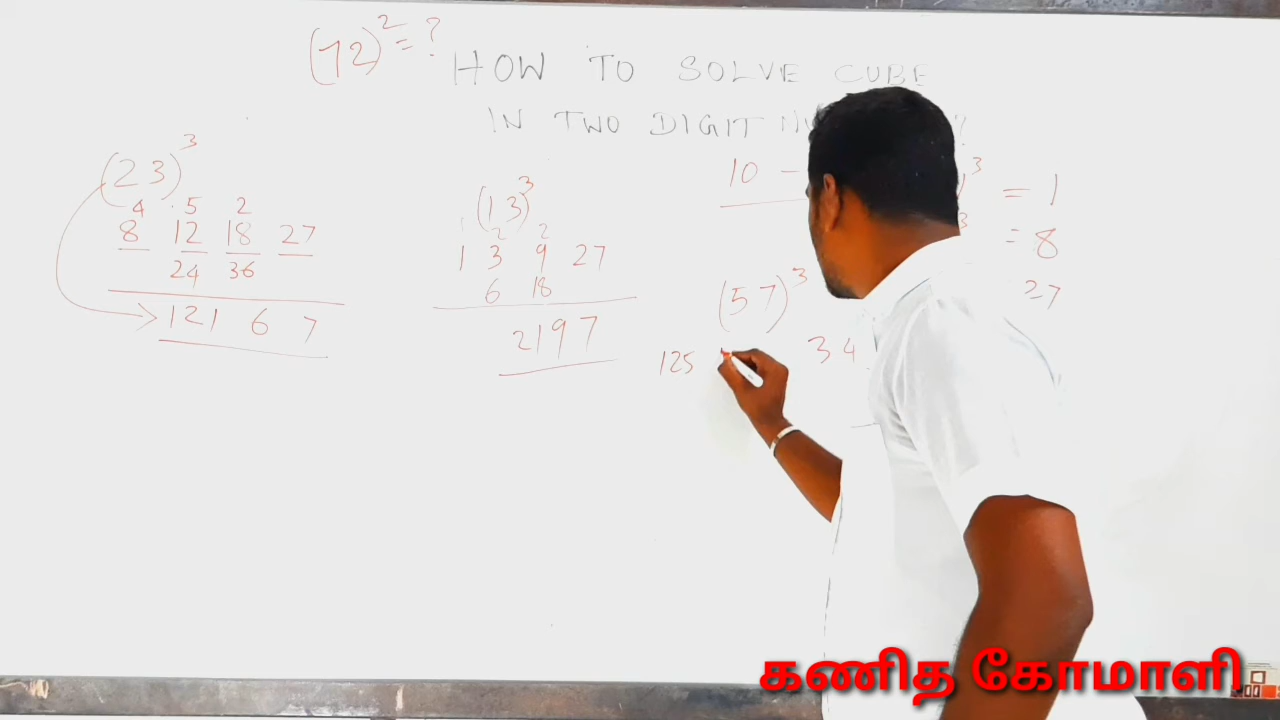 (12)² = ?
HOW TO SOLVE CUBE
IN TWO DIGIT ?
(23)³
4 5 2
8 12 18 27
24 36
121 6 7
(13)³
2 2
1 3 9 27
6 18
2197
10 -
³ = 1
³ = 8
27
(57)³
125 34
கணித கோமாளி